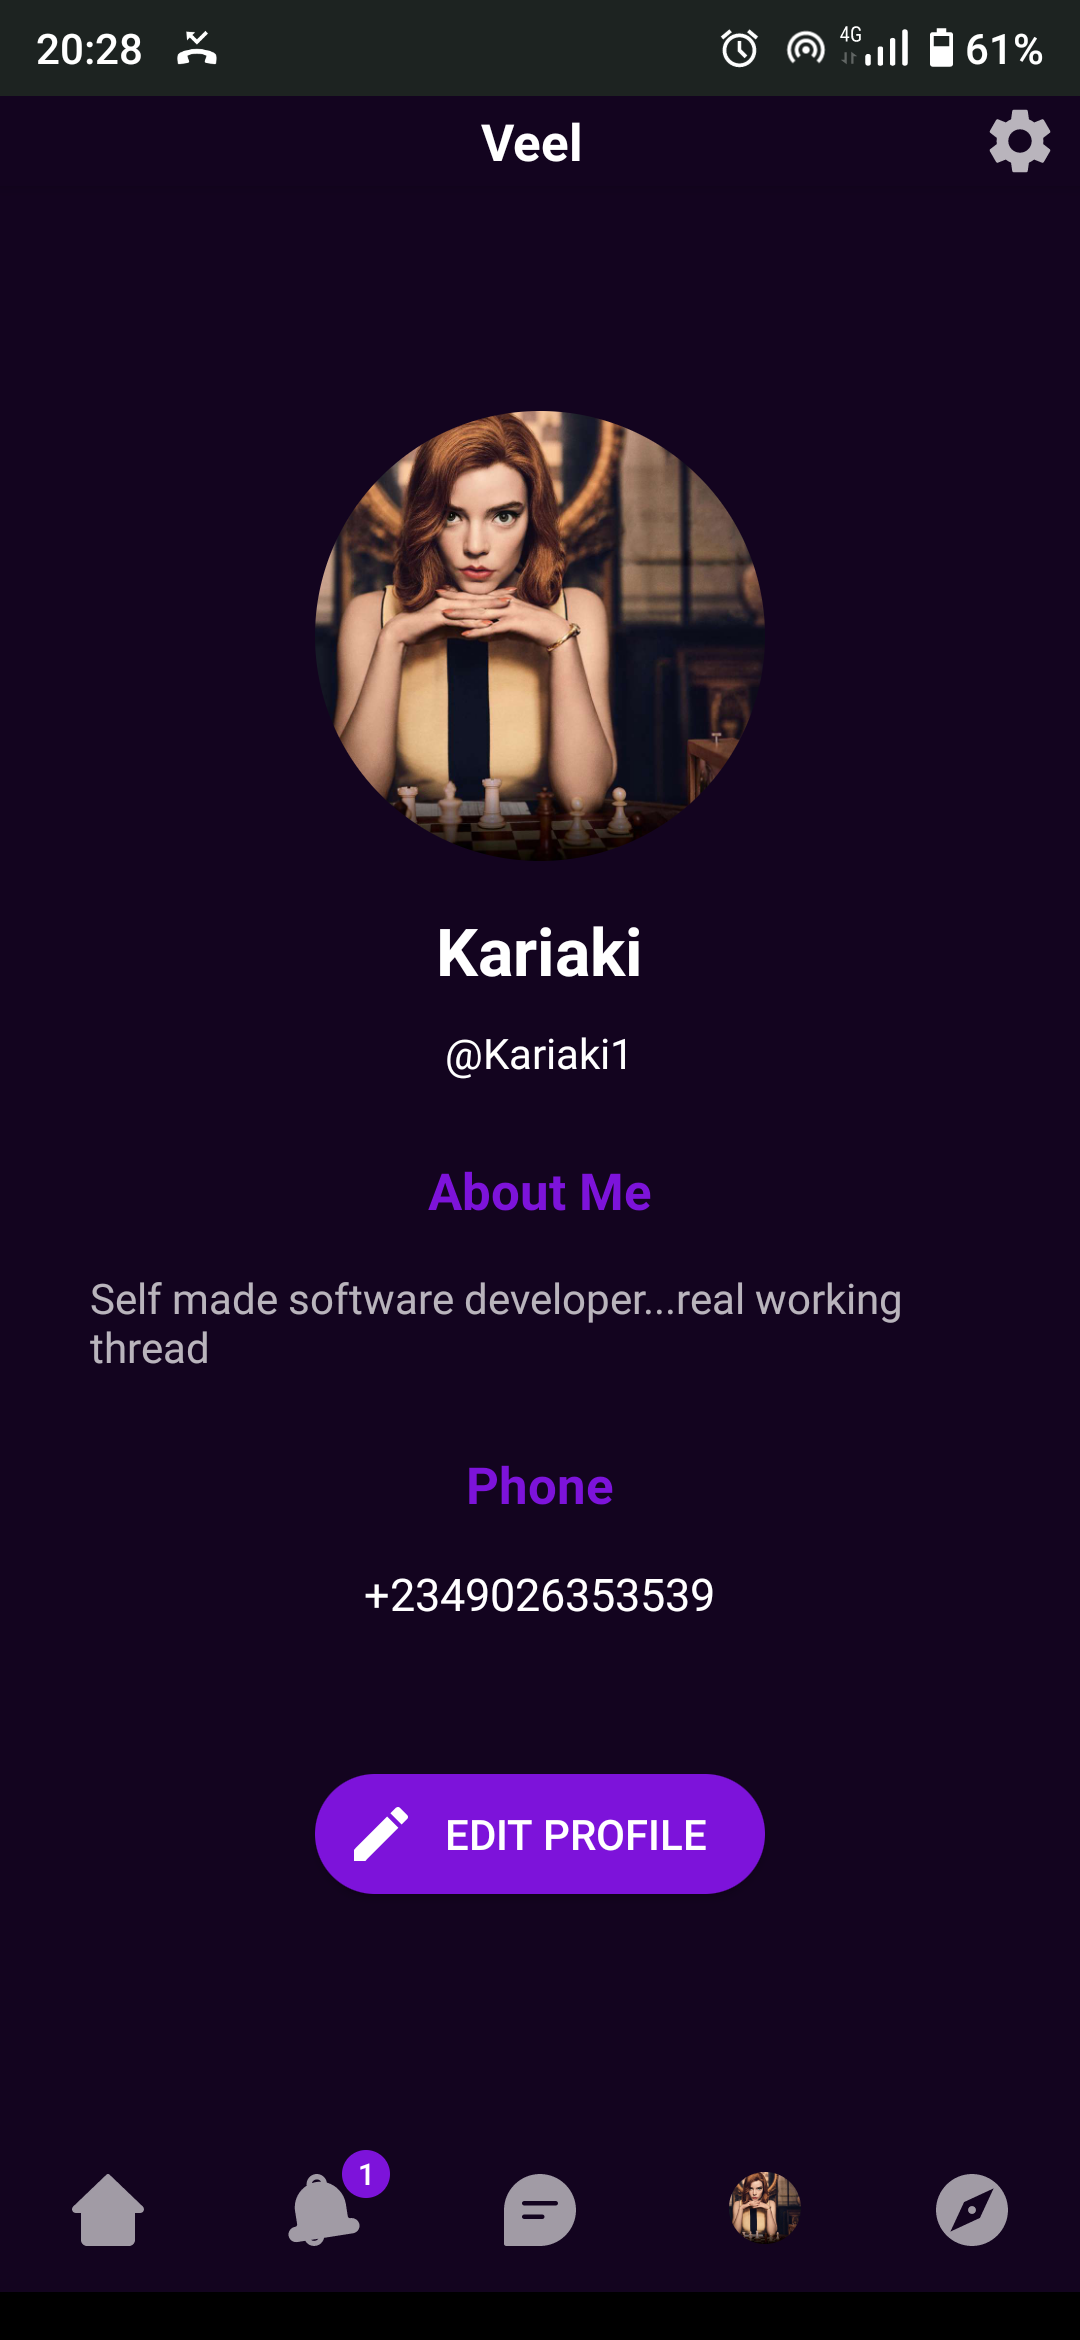 20:28
4G
61%
Veel
Kariaki
@Kariaki1
About Me
Self made software developer...real working
thread
Phone
+2349026353539
EDIT PROFILE
1